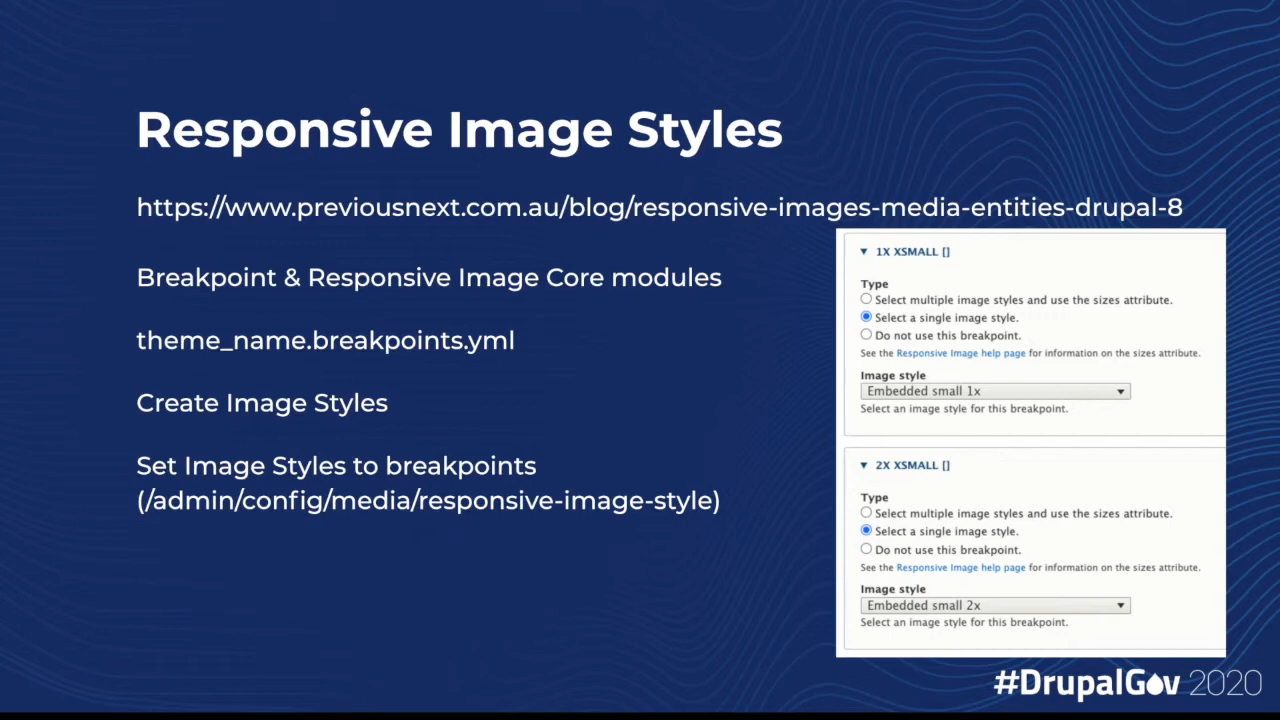 Responsive Image Styles
https://www.previousnext.com.au/blog/responsive-images-media-entities-drupal-8
Breakpoint & Responsive Image Core modules
theme_name.breakpoints.yml
Create Image Styles
Set Image Styles to breakpoints
(/admin/config/media/responsive-image-style)
1X XSMALL []
Type
Select multiple image styles and use the sizes attribute.
Select a single image style.
Do not use this breakpoint.
See the Responsive Image help page for information on the sizes attribute.
Image style
Embedded small 1x
Select an image style for this breakpoint.
2X XSMALL []
Type
Select multiple image styles and use the sizes attribute.
Select a single image style.
Do not use this breakpoint.
See the Responsive Image help page for information on the sizes attribute.
Image style
Embedded small 2x
Select an image style for this breakpoint.
#DrupalGov 2020